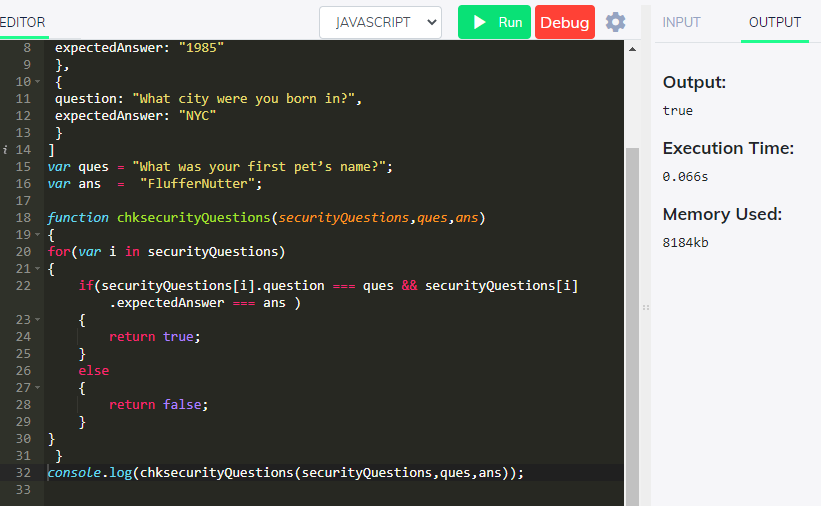 EDITOR
JAVASCRIPT
Run
Debug
INPUT
OUTPUT
8 expectedAnswer: "1985"
9 },
10 {
11 question: "What city were you born in?",
12 expectedAnswer: "NYC"
13 }
i 14 ]
15 var ques = "What was your first pet’s name?";
16 var ans  =  "FlufferNutter";
17
18 function chksecurityQuestions(securityQuestions,ques,ans)
19 {
20 for(var i in securityQuestions)
21 {
22     if(securityQuestions[i].question === ques && securityQuestions[i]
.expectedAnswer === ans )
23     {
24         return true;
25     }
26     else
27     {
28         return false;
29     }
30 }
31  }
32 console.log(chksecurityQuestions(securityQuestions,ques,ans));
33
Output:
true
Execution Time:
0.066s
Memory Used:
8184kb